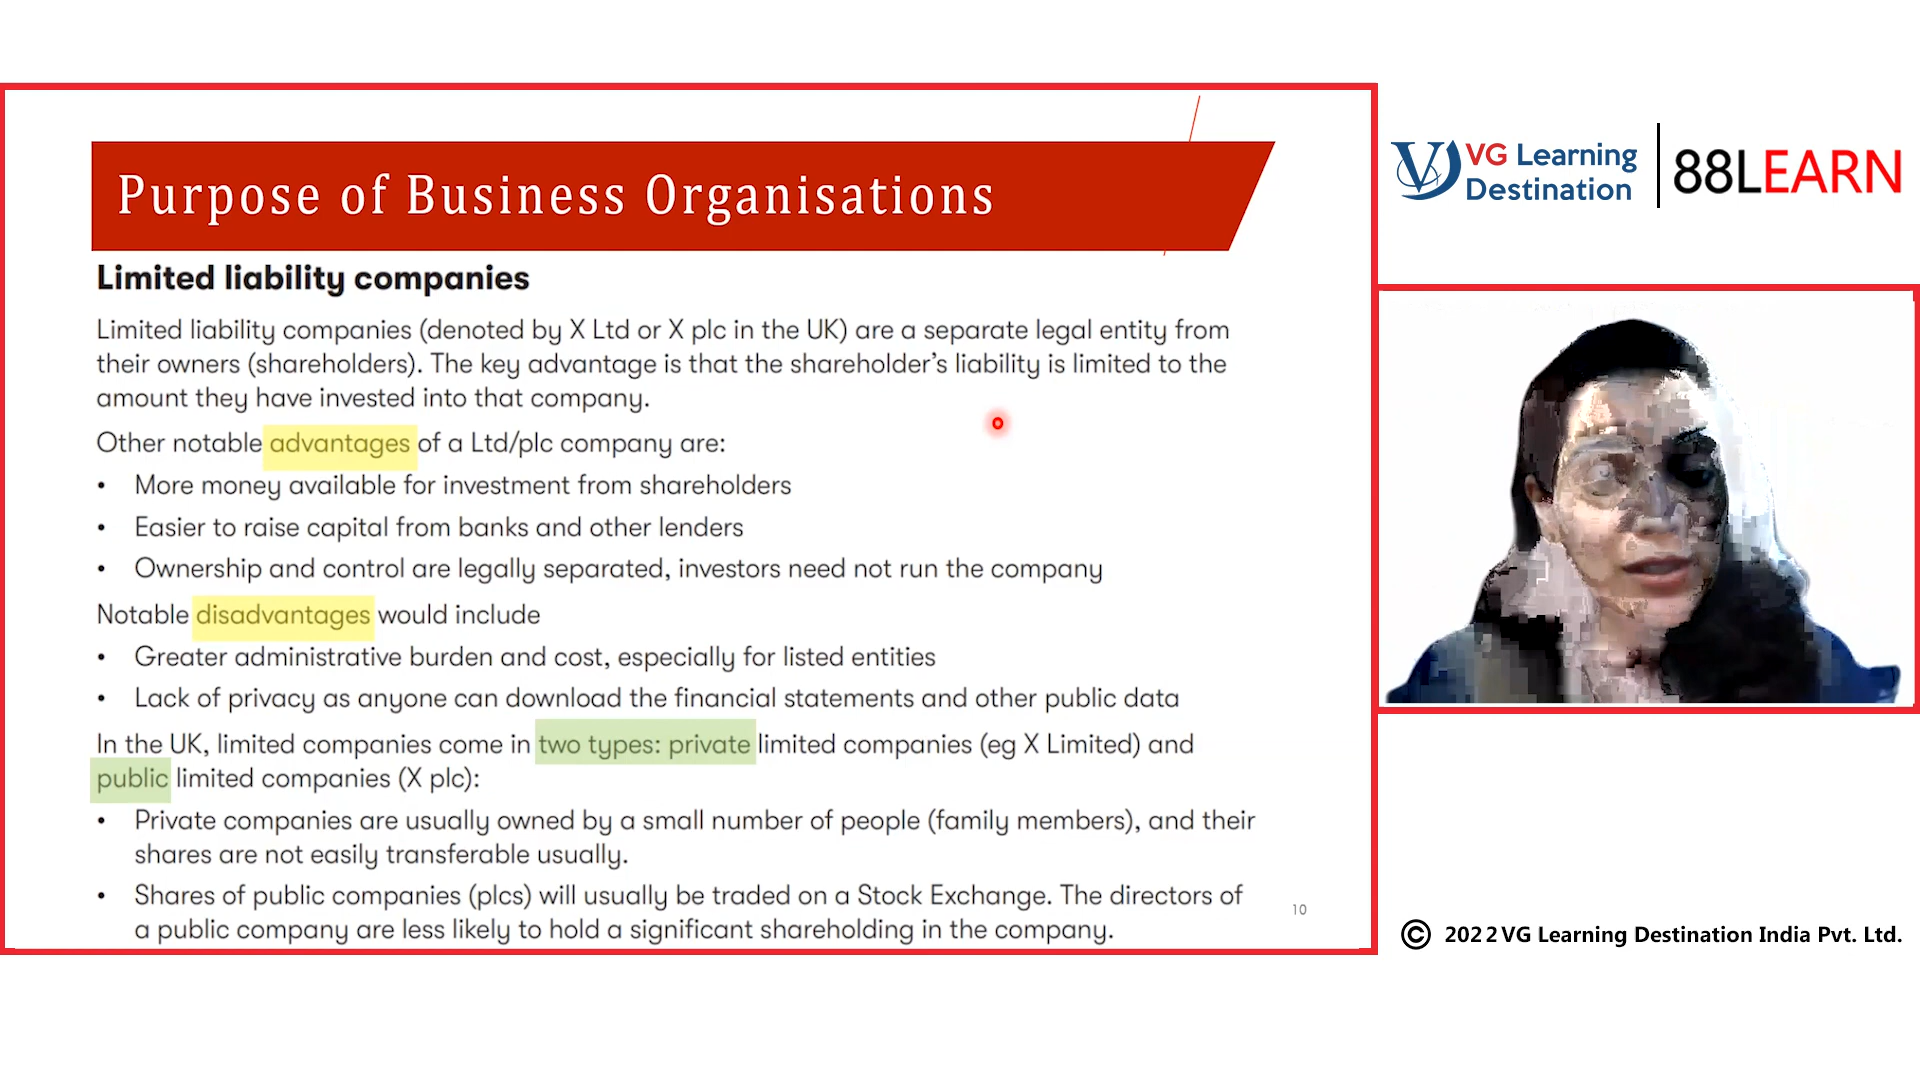 Purpose of Business Organisations
Limited liability companies
Limited liability companies (denoted by X Ltd or X plc in the UK) are a separate legal entity from
their owners (shareholders). The key advantage is that the shareholder’s liability is limited to the
amount they have invested into that company.
Other notable advantages of a Ltd/plc company are:
• More money available for investment from shareholders
• Easier to raise capital from banks and other lenders
• Ownership and control are legally separated, investors need not run the company
Notable disadvantages would include
• Greater administrative burden and cost, especially for listed entities
• Lack of privacy as anyone can download the financial statements and other public data
In the UK, limited companies come in two types: private limited companies (eg X Limited) and
public limited companies (X plc):
• Private companies are usually owned by a small number of people (family members), and their
shares are not easily transferable usually.
• Shares of public companies (plcs) will usually be traded on a Stock Exchange. The directors of
a public company are less likely to hold a significant shareholding in the company.
10
VG Learning
Destination
88LEARN
© 2022 VG Learning Destination India Pvt. Ltd.